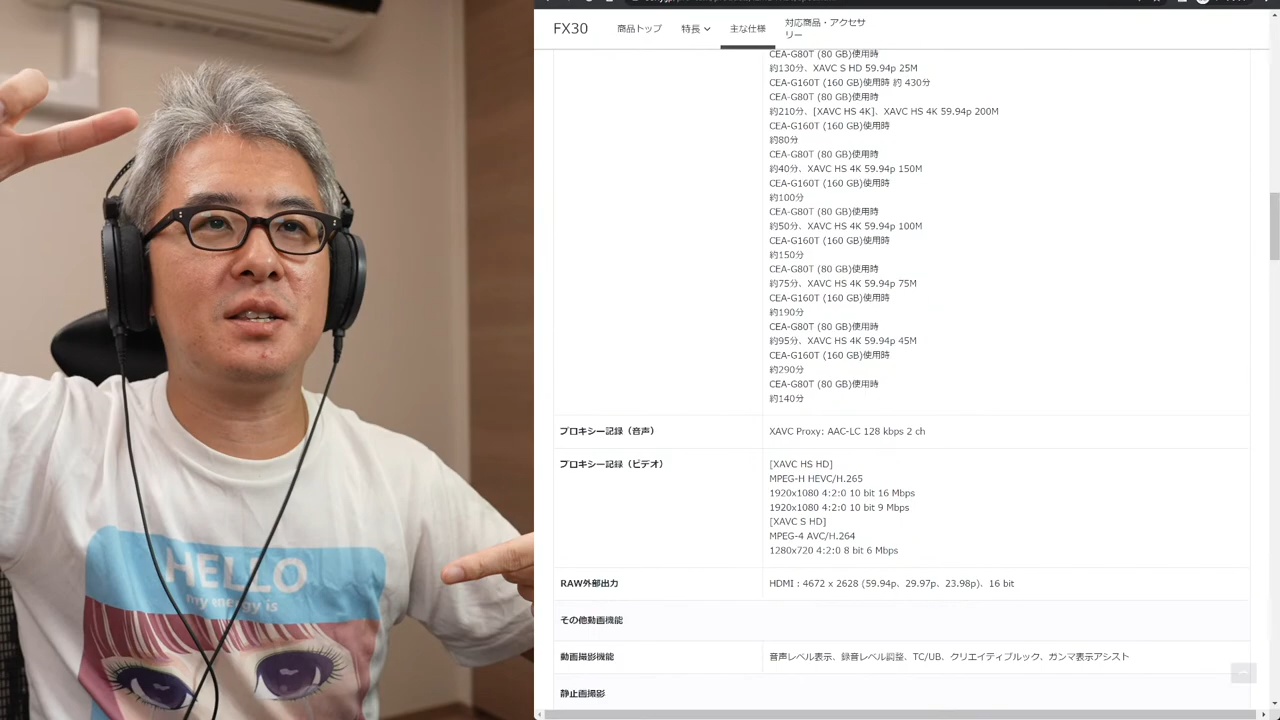 FX30
商品トップ
特長
主な仕様
対応商品・アクセサ
リー
CEA-G80T (80 GB)使用時
約130分、XAVC S HD 59.94p 25M
CEA-G160T (160 GB)使用時 約 430分
CEA-G80T (80 GB)使用時
約210分、[XAVC HS 4K]、XAVC HS 4K 59.94p 200M
CEA-G160T (160 GB)使用時
約80分
CEA-G80T (80 GB)使用時
約40分、XAVC HS 4K 59.94p 150M
CEA-G160T (160 GB)使用時
約100分
CEA-G80T (80 GB)使用時
約50分、XAVC HS 4K 59.94p 100M
CEA-G160T (160 GB)使用時
約150分
CEA-G80T (80 GB)使用時
約75分、XAVC HS 4K 59.94p 75M
CEA-G160T (160 GB)使用時
約190分
CEA-G80T (80 GB)使用時
約95分、XAVC HS 4K 59.94p 45M
CEA-G160T (160 GB)使用時
約290分
CEA-G80T (80 GB)使用時
約140分
プロキシー記録（音声）
XAVC Proxy: AAC-LC 128 kbps 2 ch
プロキシー記録（ビデオ）
[XAVC HS HD]
MPEG-H HEVC/H.265
1920x1080 4:2:0 10 bit 16 Mbps
1920x1080 4:2:0 10 bit 9 Mbps
[XAVC S HD]
MPEG-4 AVC/H.264
1280x720 4:2:0 8 bit 6 Mbps
RAW外部出力
HDMI : 4672 x 2628 (59.94p、29.97p、23.98p)、16 bit
その他動画機能
動画撮影機能
音声レベル表示、録音レベル調整、TC/UB、クリエイティブルック、ガンマ表示アシスト
静止画撮影
HELLO
my energy is